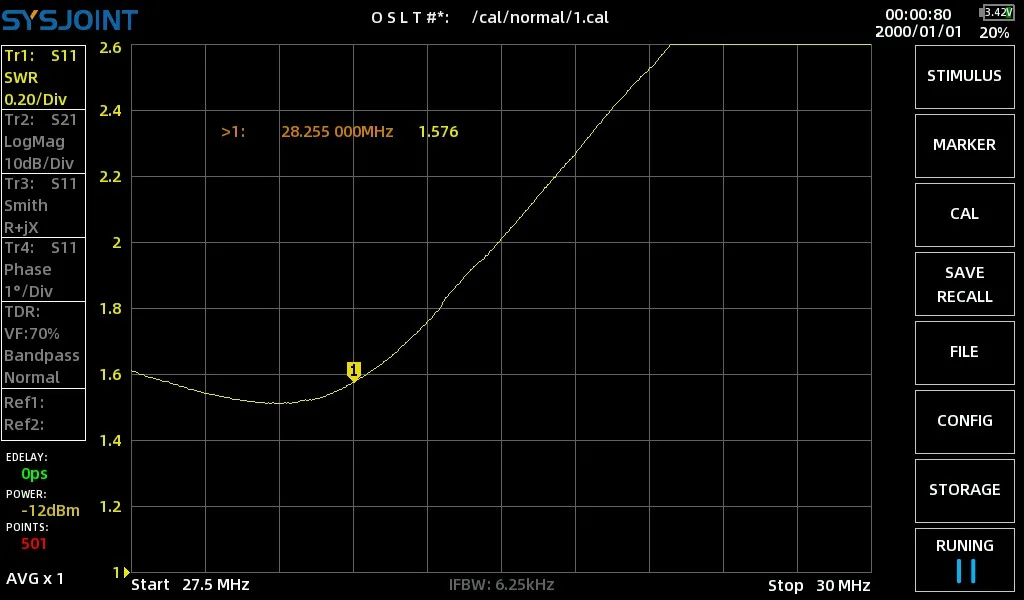 SYSJOINT
O S L T #*: /cal/normal/1.cal
00:00:80
2000/01/01
3.42V
20%
Tr1: S11
SWR
0.20/Div
Tr2: S21
LogMag
10dB/Div
Tr3: S11
Smith
R+jX
Tr4: S11
Phase
1°/Div
TDR:
VF:70%
Bandpass
Normal
Ref1:
Ref2:
EDELAY:
0ps
POWER:
-12dBm
POINTS:
501
AVG x 1
2.6
2.4
2.2
2
1.8
1.6
1.4
1.2
1
>1: 28.255 000MHz 1.576
1
Start 27.5 MHz
IFBW: 6.25kHz
Stop 30 MHz
STIMULUS
MARKER
CAL
SAVE
RECALL
FILE
CONFIG
STORAGE
RUNING